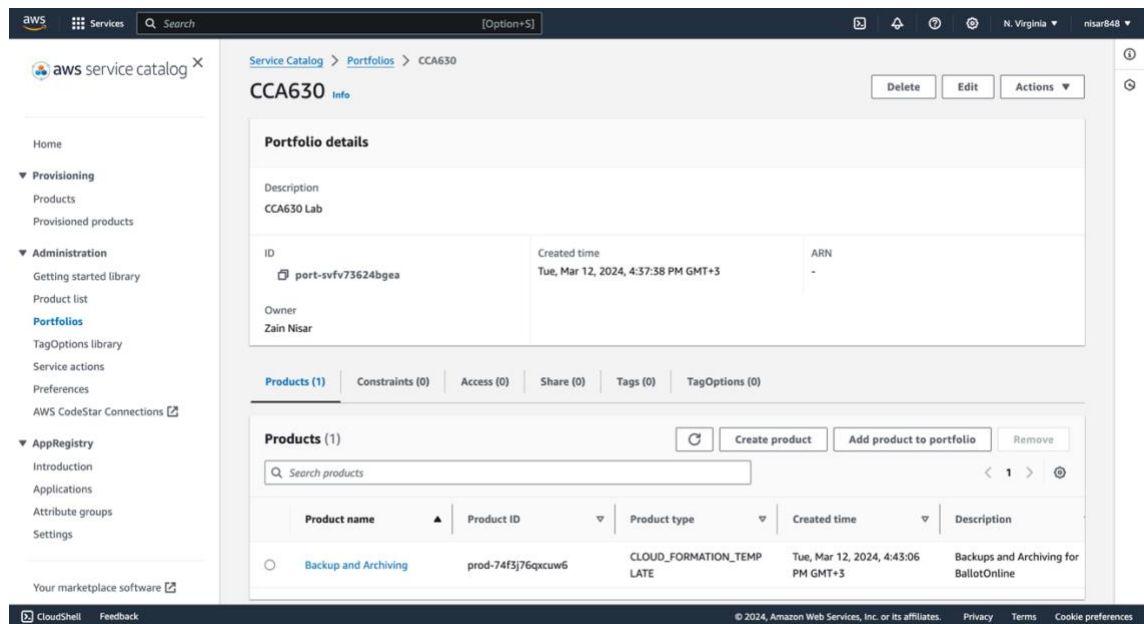 aws Services Search [Option+S] N. Virginia nisar848
aws service catalog
Home
Provisioning
Products
Provisioned products
Administration
Getting started library
Product list
Portfolios
TagOptions library
Service actions
Preferences
AWS CodeStar Connections
AppRegistry
Introduction
Applications
Attribute groups
Settings
Your marketplace software
Service Catalog > Portfolios > CCA630
CCA630 Info Delete Edit Actions
Portfolio details
Description
CCA630 Lab
ID Created time ARN
port-svfv73624bgea Tue, Mar 12, 2024, 4:37:38 PM GMT+3 -
Owner
Zain Nisar
Products (1) Constraints (0) Access (0) Share (0) Tags (0) TagOptions (0)
Products (1) Create product Add product to portfolio Remove
Search products < 1 >
Product name Product ID Product type Created time Description
Backup and Archiving prod-74f3j76qxcuw6 CLOUD_FORMATION_TEMP Tue, Mar 12, 2024, 4:43:06 Backups and Archiving for
LATE PM GMT+3 BallotOnline
CloudShell Feedback © 2024, Amazon Web Services, Inc. or its affiliates. Privacy Terms Cookie preferences